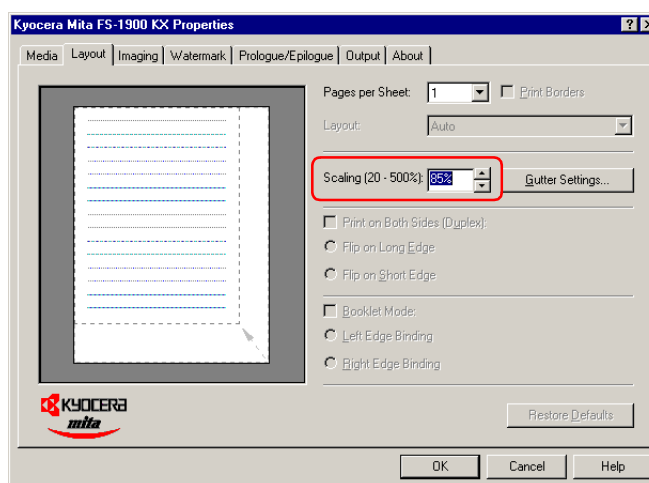 Kyocera Mita FS-1900 KX Properties
Media Layout Imaging Watermark Prologue/Epilogue Output About
Pages per Sheet: 1 Print Borders
Layout: Auto
Scaling (20 - 500%): 85% Gutter Settings...
Print on Both Sides (Duplex):
Flip on Long Edge
Flip on Short Edge
Booklet Mode:
Left Edge Binding
Right Edge Binding
KYOCERA
mita
Restore Defaults
OK Cancel Help